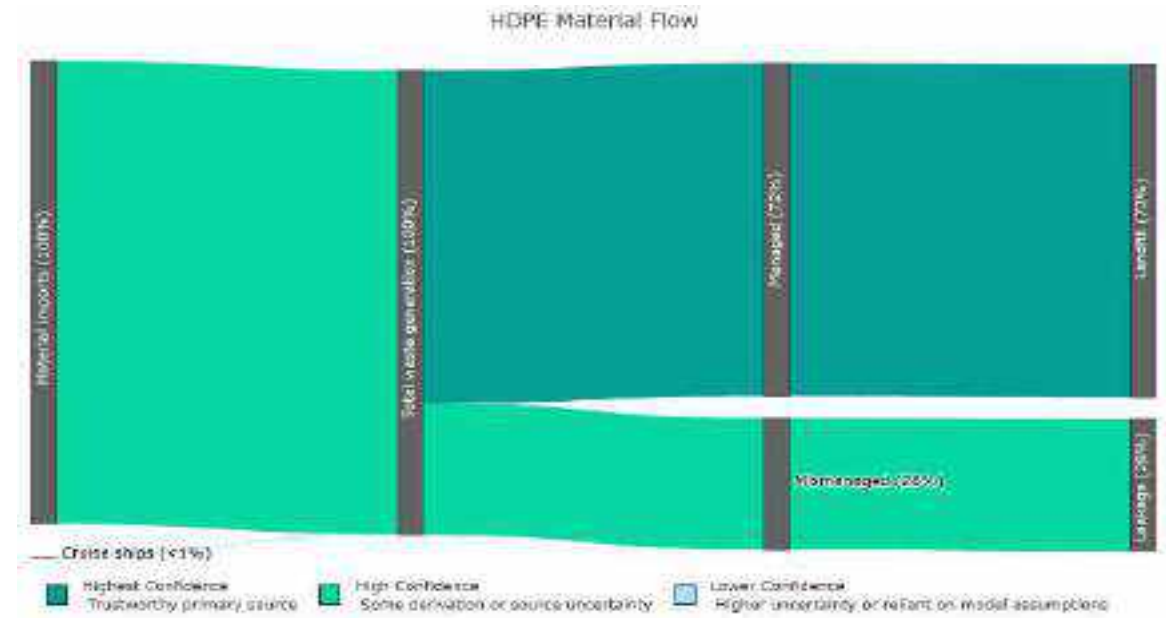 HDPE Material Flow
Material imports (100%)
Total waste generation (100%)
Managed (72%)
Landfill (72%)
Mismanaged (28%)
Leakage (28%)
Cruise ships (<1%)
Highest Confidence
Trustworthy primary source
High Confidence
Some derivation or source uncertainty
Lower Confidence
Higher uncertainty or reliant on model assumptions